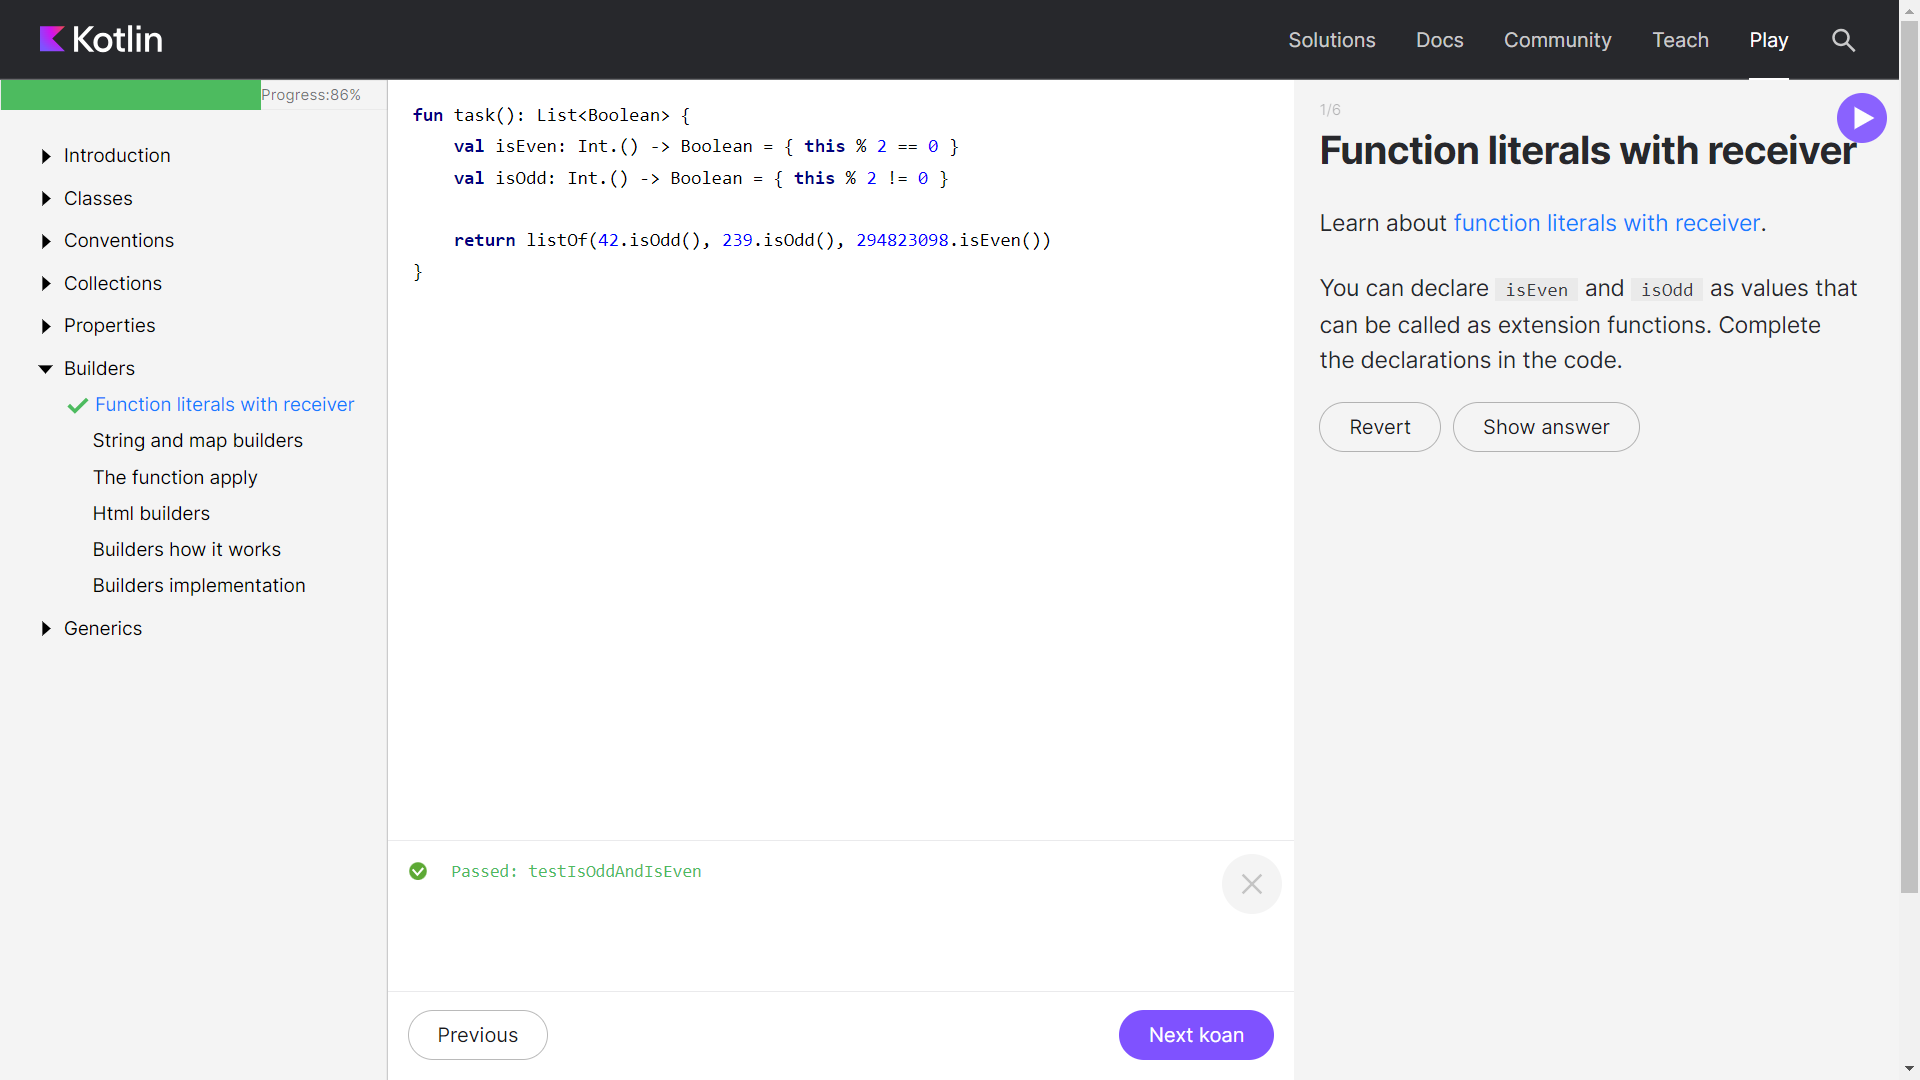 Kotlin
Solutions
Docs
Community
Teach
Play
Progress:86%
Introduction
Classes
Conventions
Collections
Properties
Builders
Function literals with receiver
String and map builders
The function apply
Html builders
Builders how it works
Builders implementation
Generics
fun task(): List<Boolean> {
    val isEven: Int.() -> Boolean = { this % 2 == 0 }
    val isOdd: Int.() -> Boolean = { this % 2 != 0 }
    return listOf(42.isOdd(), 239.isOdd(), 294823098.isEven())
}
Passed: testIsOddAndIsEven
Previous
Next koan
1/6
Function literals with receiver
Learn about function literals with receiver.
You can declare isEven and isOdd as values that
can be called as extension functions. Complete
the declarations in the code.
Revert
Show answer